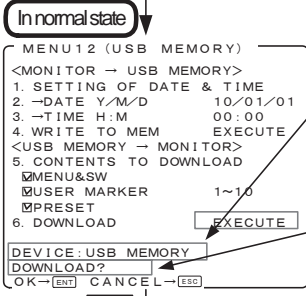 In normal state
MENU12 (USB MEMORY)
<MONITOR → USB MEMORY>
1. SETTING OF DATE & TIME
2. →DATE Y/M/D 10/01/01
3. →TIME H:M 00:00
4. WRITE TO MEM EXECUTE
<USB MEMORY → MONITOR>
5. CONTENTS TO DOWNLOAD
☑MENU&SW
☑USER MARKER 1~10
☑PRESET
6. DOWNLOAD EXECUTE
DEVICE:USB MEMORY
DOWNLOAD?
OK→ENT CANCEL→ESC